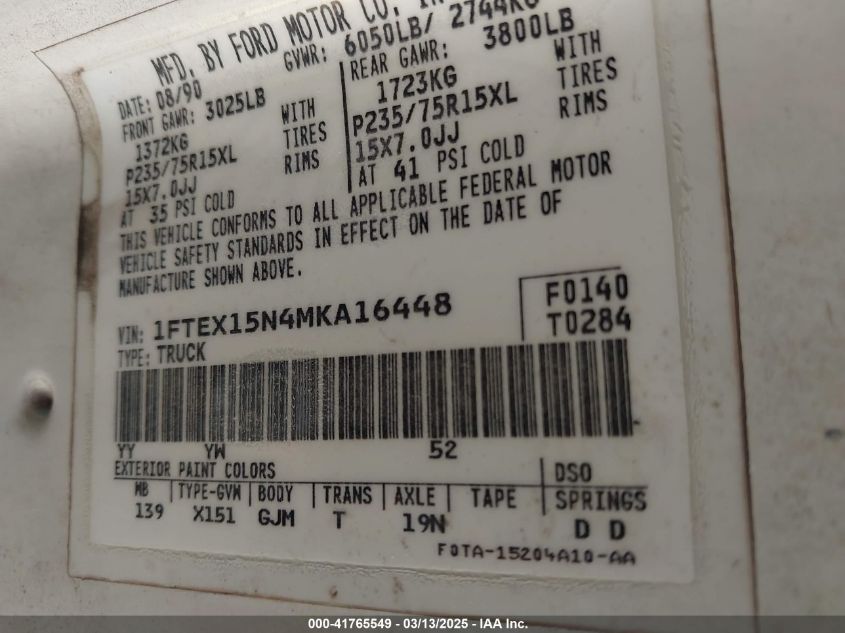 MFD. BY FORD MOTOR CO.
DATE: 08/90 GVWR: 6050LB/ 2744KG
FRONT GAWR: 3025LB REAR GAWR: 3800LB
1372KG WITH 1723KG WITH
P235/75R15XL TIRES P235/75R15XL TIRES
15X7.0JJ RIMS 15X7.0JJ RIMS
AT 35 PSI COLD AT 41 PSI COLD
THIS VEHICLE CONFORMS TO ALL APPLICABLE FEDERAL MOTOR
VEHICLE SAFETY STANDARDS IN EFFECT ON THE DATE OF
MANUFACTURE SHOWN ABOVE.
VIN: 1FTEX15N4MKA16448 F0140
TYPE: TRUCK T0284
YY YW 52
EXTERIOR PAINT COLORS DSO
WB TYPE-GVW BODY TRANS AXLE TAPE SPRINGS
139 X151 GJM T 19N D D
F0TA-15204A10-AA
000-41765549 - 03/13/2025 - IAA Inc.